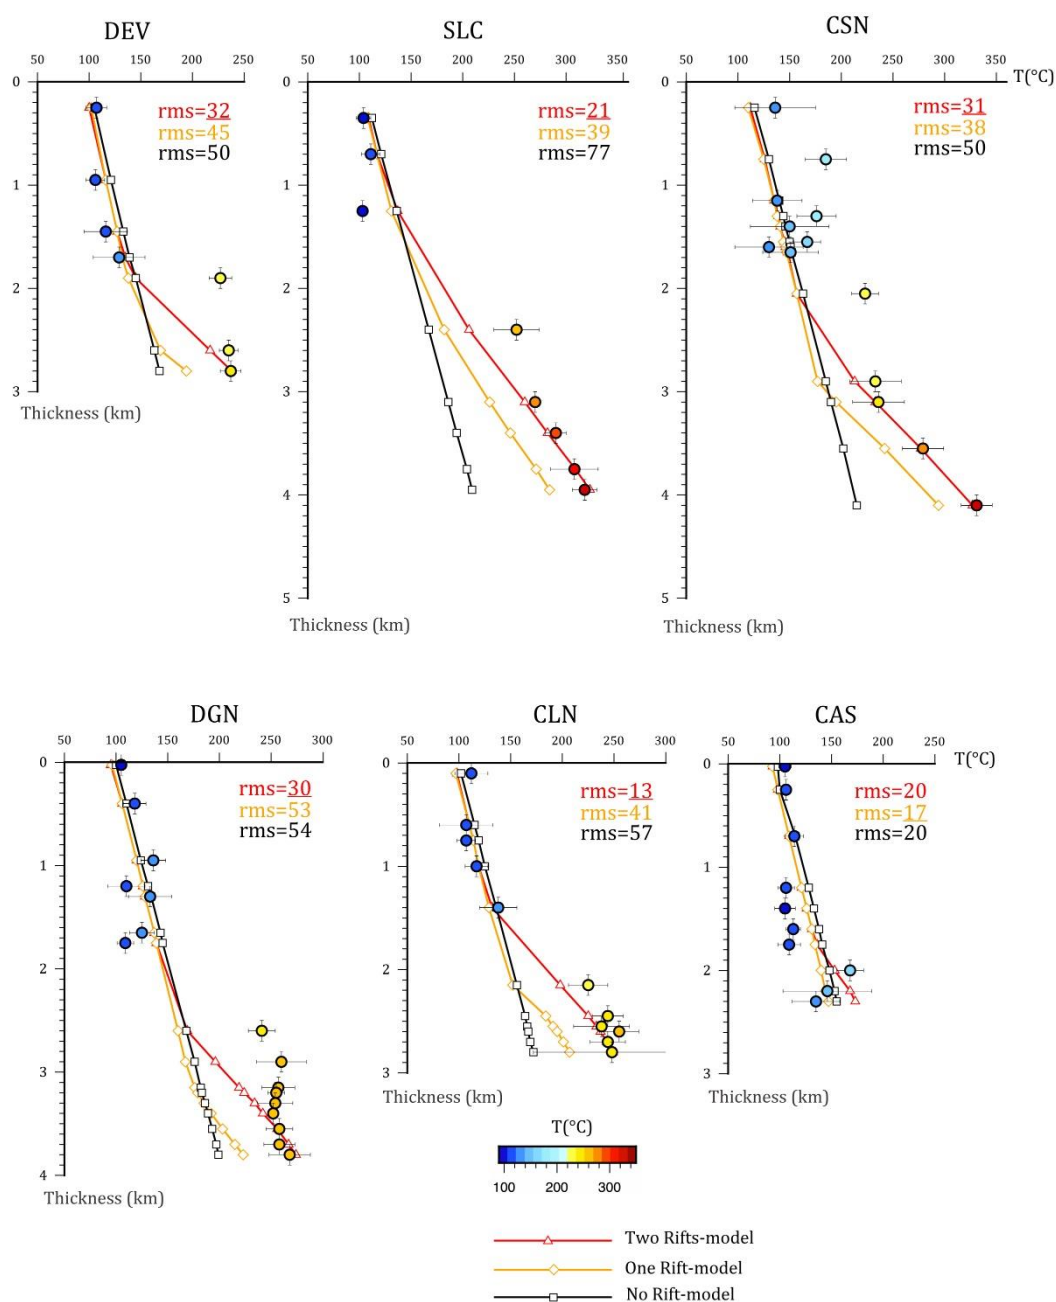 DEV
50 100 150 200 250
0
1
2
3
Thickness (km)
rms=32
rms=45
rms=50
SLC
50 100 150 200 250 300 350
0
1
2
3
4
5
Thickness (km)
rms=21
rms=39
rms=77
CSN
50 100 150 200 250 300 350 T(°C)
0
1
2
3
4
5
Thickness (km)
rms=31
rms=38
rms=50
DGN
50 100 150 200 250 300
0
1
2
3
4
Thickness (km)
rms=30
rms=53
rms=54
CLN
50 100 150 200 250 300
0
1
2
3
Thickness (km)
rms=13
rms=41
rms=57
CAS
50 100 150 200 250 T(°C)
0
1
2
3
Thickness (km)
rms=20
rms=17
rms=20
T(°C)
100 200 300
Two Rifts-model
One Rift-model
No Rift-model